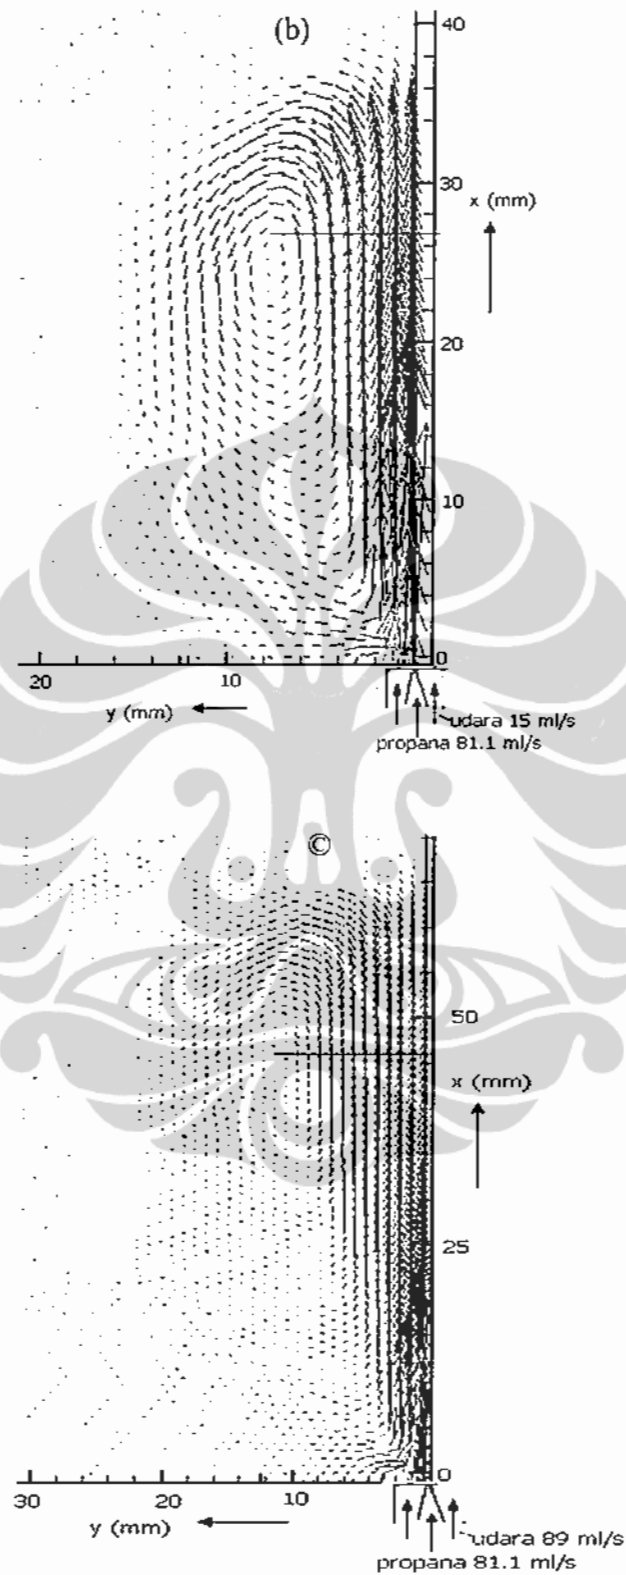 (b)
40
30
x (mm)
20
10
0
20 10
y (mm)
udara 15 ml/s
propana 81.1 ml/s
©
50
x (mm)
25
0
30 20 10
y (mm)
udara 89 ml/s
propana 81.1 ml/s